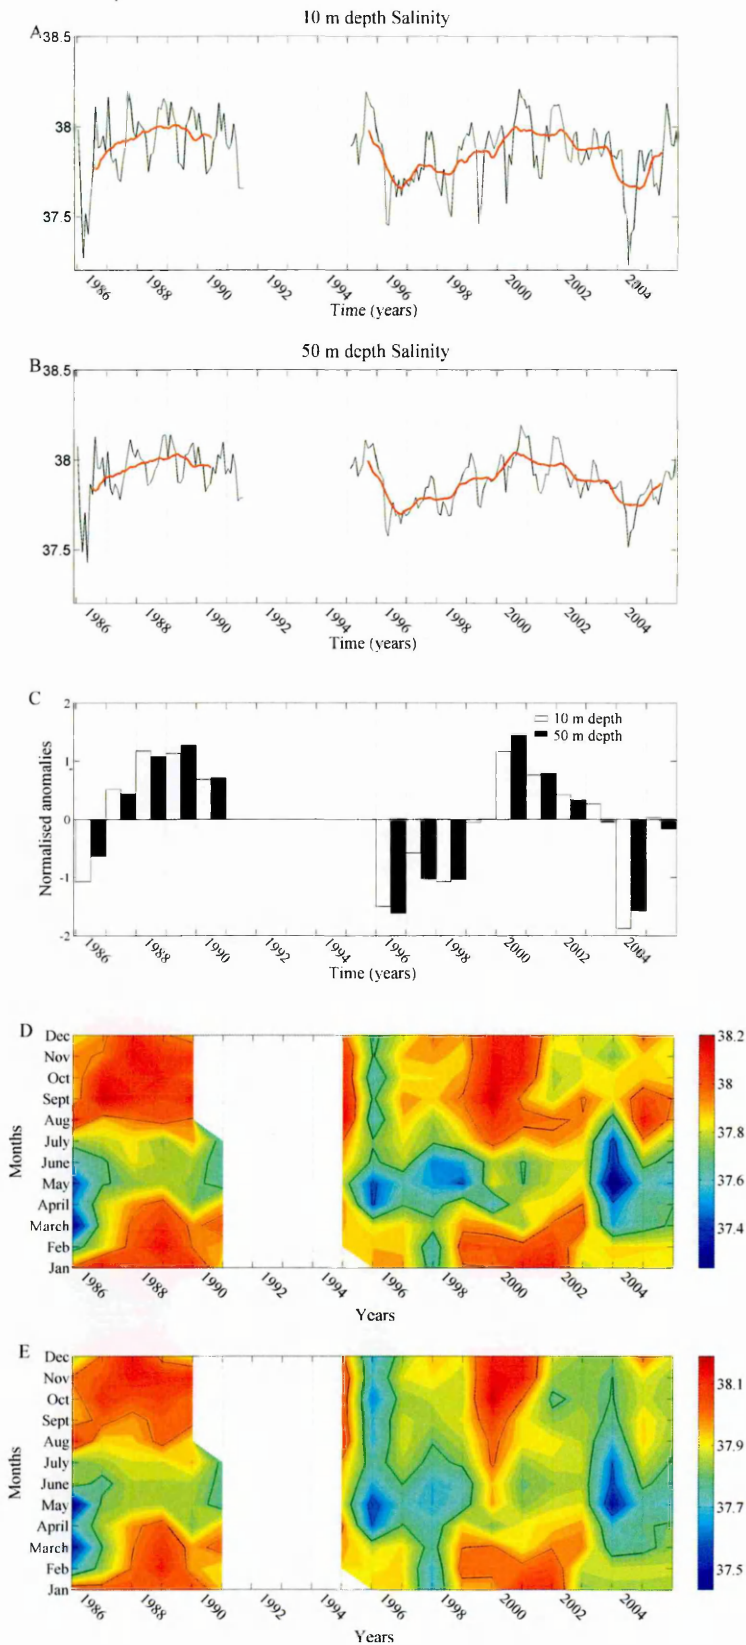 10 m depth Salinity
A
38.5
38
37.5
1986 1988 1990 1992 1994 1996 1998 2000 2002 2004
Time (years)
50 m depth Salinity
B
38.5
38
37.5
1986 1988 1990 1992 1994 1996 1998 2000 2002 2004
Time (years)
C
Normalised anomalies
2
1
0
-1
-2
10 m depth
50 m depth
1986 1988 1990 1992 1994 1996 1998 2000 2002 2004
Time (years)
D
Months
Dec
Nov
Oct
Sept
Aug
July
June
May
April
March
Feb
Jan
38.2
38
37.8
37.6
37.4
1986 1988 1990 1992 1994 1996 1998 2000 2002 2004
Years
E
Months
Dec
Nov
Oct
Sept
Aug
July
June
May
April
March
Feb
Jan
38.1
37.9
37.7
37.5
1986 1988 1990 1992 1994 1996 1998 2000 2002 2004
Years